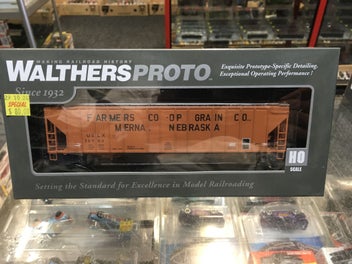 MAKING RAILROAD HISTORY
WALTHERSPROTO.
Since 1932
Exquisite Prototype-Specific Detailing.
Exceptional Operating Performance!
SPECIAL
FARMERS CO-OP GRAIN CO.
MERNA, NEBRASKA
HO
SCALE
Setting the Standard for Excellence in Model Railroading